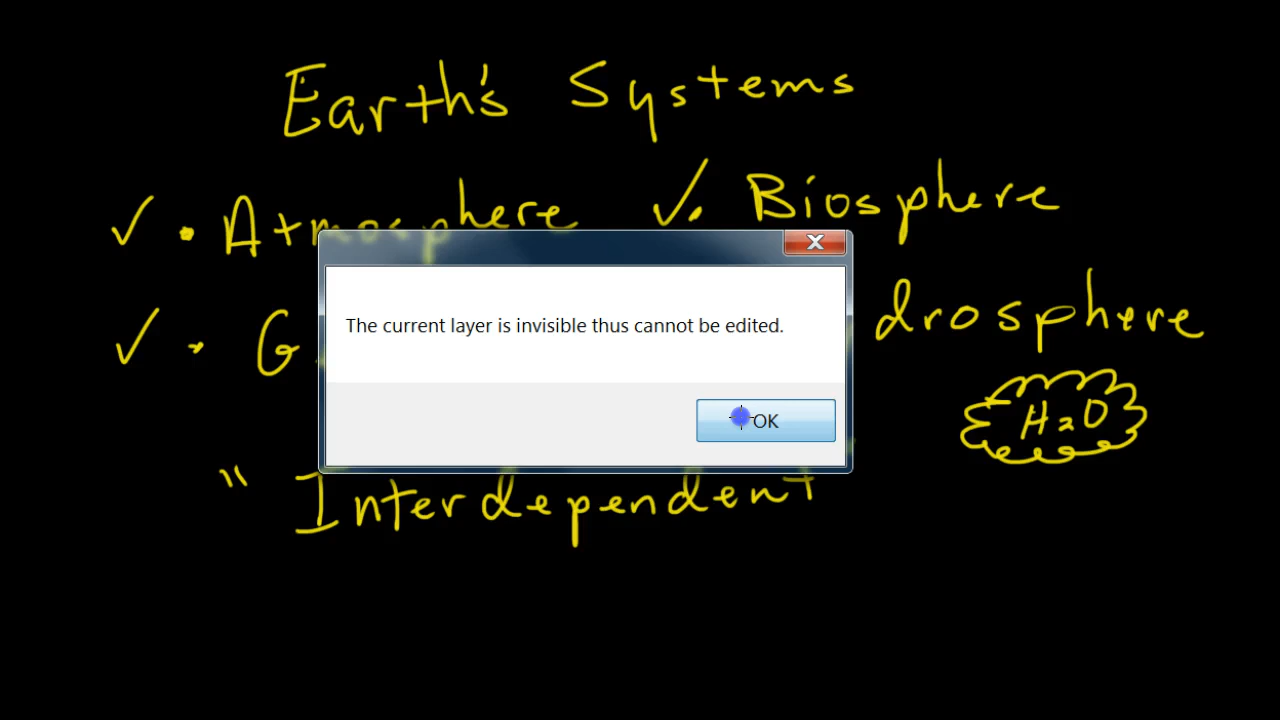 Earth's Systems
✓ • Atmosphere ✓ • Biosphere
✓ • G drosphere
The current layer is invisible thus cannot be edited.
OK
H2O
" Interdependent